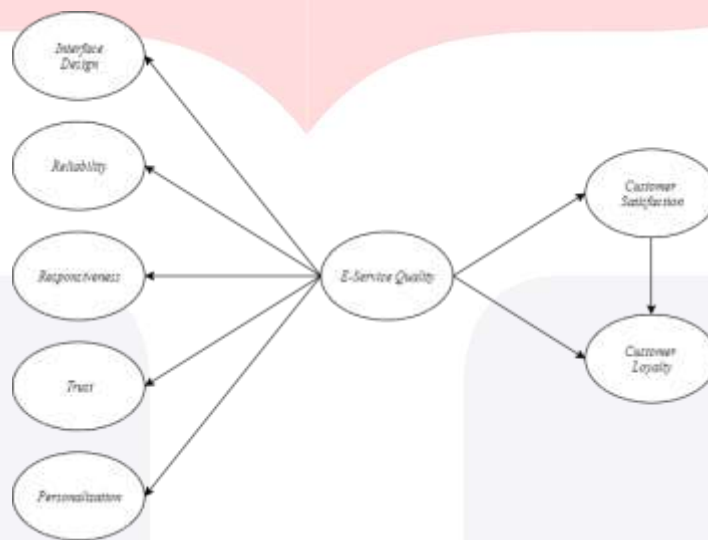 Interface
Design
Reliability
Responsiveness
Trust
Personalization
E-Service Quality
Customer
Satisfaction
Customer
Loyalty